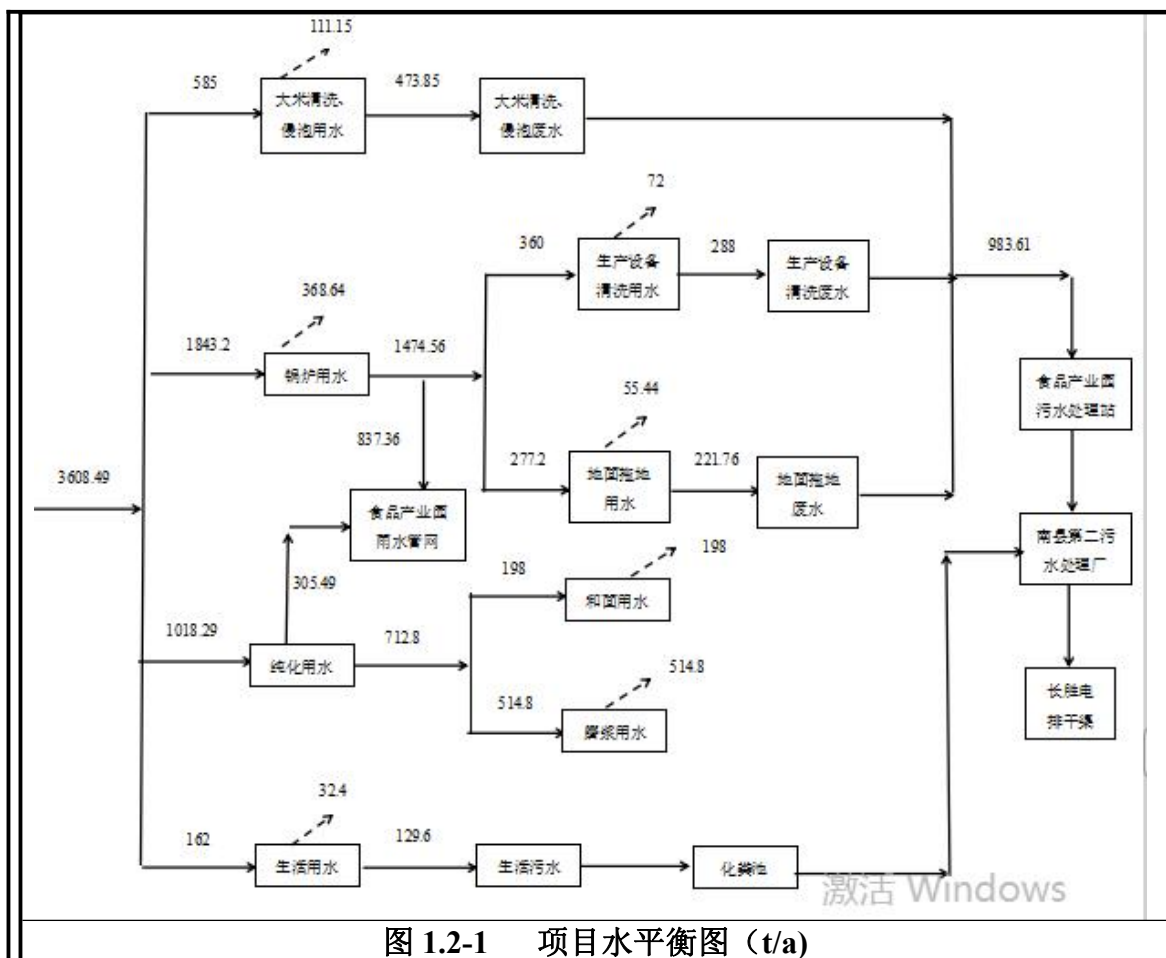 111.15
585
大米清洗、
侵泡用水
473.85
大米清洗、
侵泡废水
72
360
生产设备
清洗用水
288
生产设备
清洗废水
983.61
368.64
1843.2
锅炉用水
1474.56
55.44
食品产业园
污水处理站
837.36
277.2
地面拖地
用水
221.76
地面拖地
废水
3608.49
食品产业园
雨水管网
南县第二污
水处理厂
305.49
198
和面用水
198
1018.29
纯化用水
712.8
514.8
514.8
磨浆用水
长胜电
排干渠
32.4
162
生活用水
129.6
生活污水
化粪池
激活 Windows
图 1.2-1 项目水平衡图（t/a)